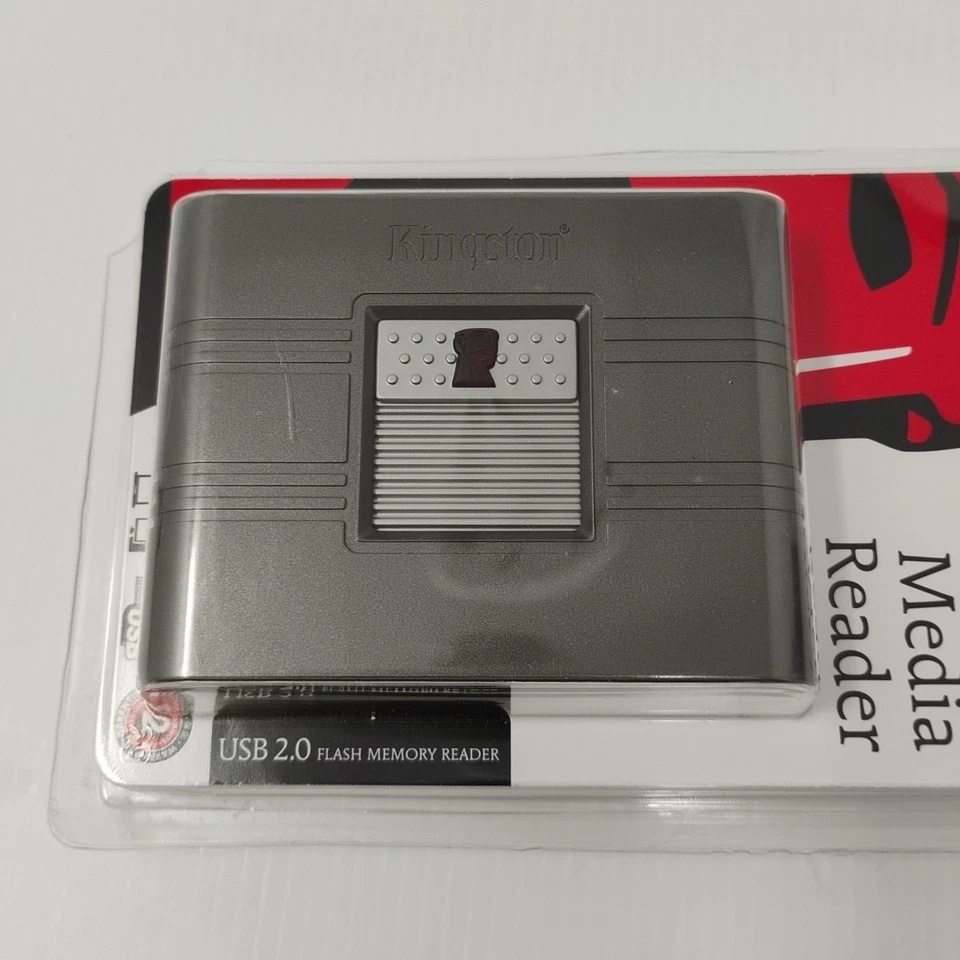 Kingston®
Media
Reader
USB 2.0 FLASH MEMORY READER